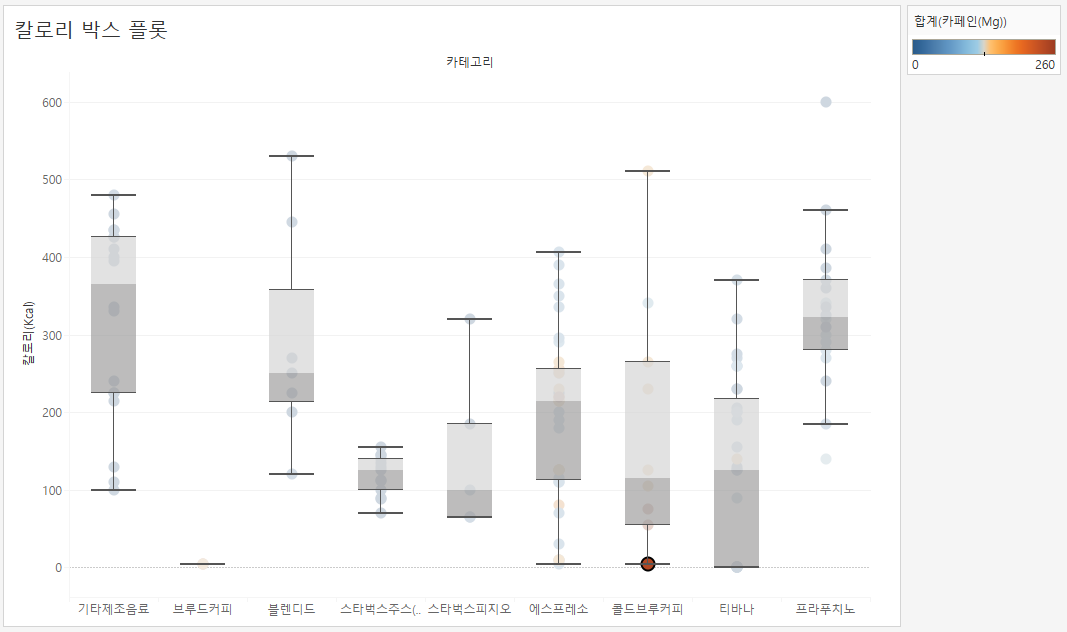 칼로리 박스 플롯
합계(카페인(Mg))
0
260
카테고리
칼로리(Kcal)
600
500
400
300
200
100
0
기타제조음료
브루드커피
블렌디드
스타벅스주스(..
스타벅스피지오
에스프레소
콜드브루커피
티바나
프라푸치노